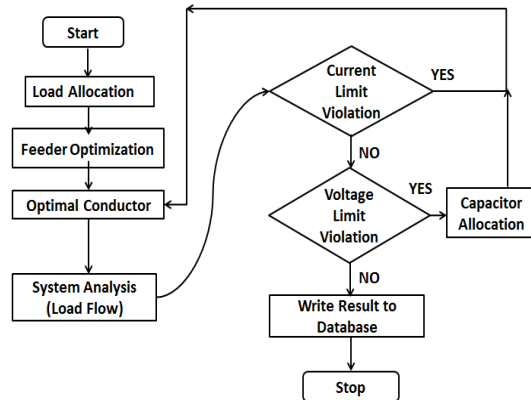 Start
Load Allocation
Feeder Optimization
Optimal Conductor
System Analysis
(Load Flow)
Current
Limit
Violation
YES
NO
Voltage
Limit
Violation
YES
Capacitor
Allocation
NO
Write Result to
Database
Stop